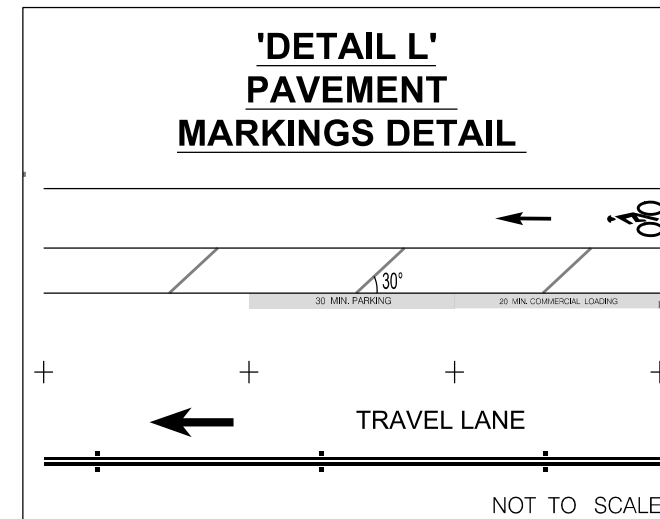 'DETAIL L'
PAVEMENT
MARKINGS DETAIL
30°
30 MIN. PARKING
20 MIN. COMMERCIAL LOADING
TRAVEL LANE
NOT TO SCALE